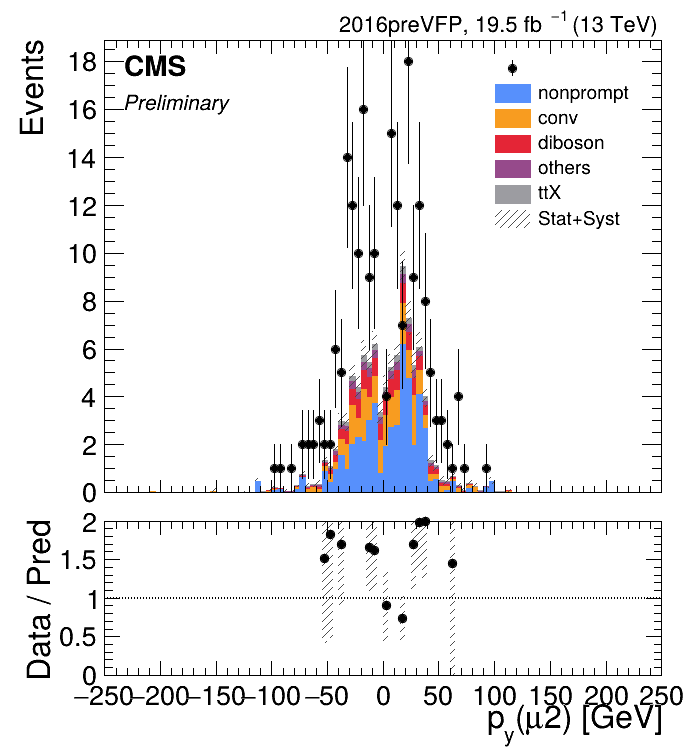 2016preVFP, 19.5 fb⁻¹ (13 TeV)
Events
CMS
Preliminary
nonprompt
conv
diboson
others
ttX
Stat+Syst
18
16
14
12
10
8
6
4
2
0
Data / Pred
2
1.5
1
0.5
0
−250 −200 −150 −100 −50 0 50 100 150 200 250
p_y(μ2) [GeV]